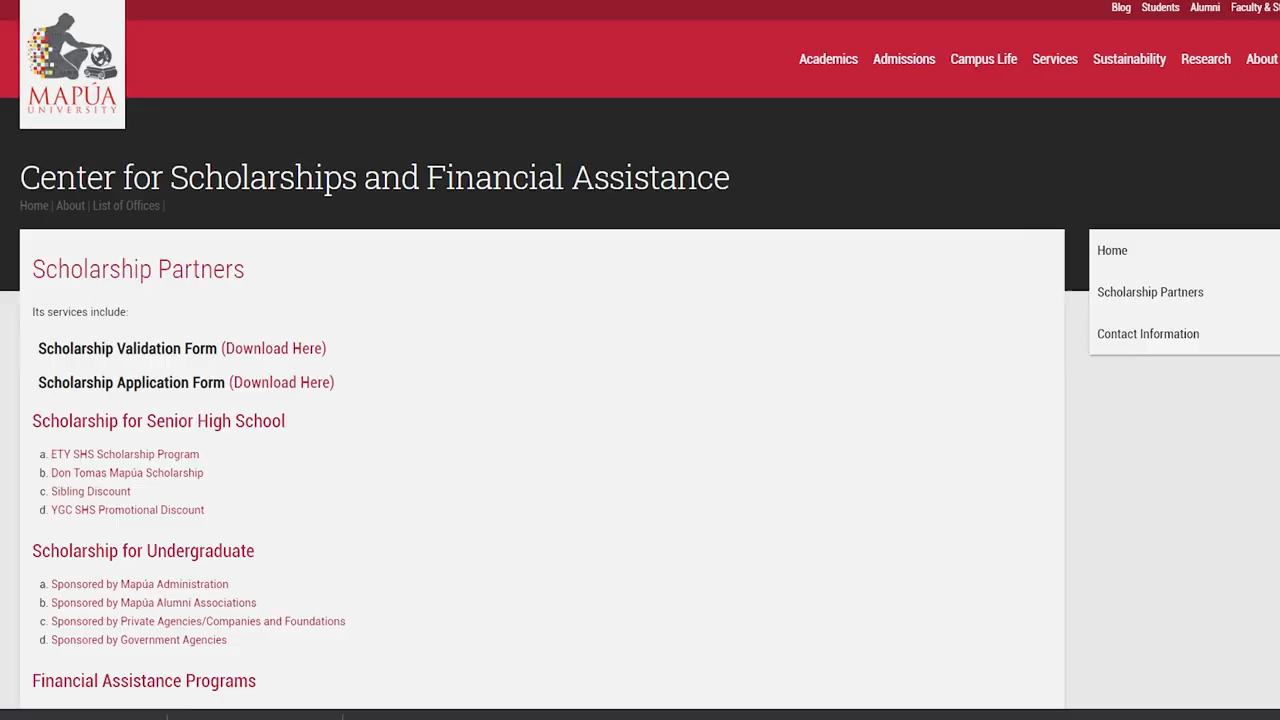 Blog Students Alumni Faculty & S
Academics Admissions Campus Life Services Sustainability Research About
MAPÚA
UNIVERSITY
Center for Scholarships and Financial Assistance
Home | About | List of Offices |
Scholarship Partners
Its services include:
Scholarship Validation Form (Download Here)
Scholarship Application Form (Download Here)
Scholarship for Senior High School
a. ETY SHS Scholarship Program
b. Don Tomas Mapúa Scholarship
c. Sibling Discount
d. YGC SHS Promotional Discount
Scholarship for Undergraduate
a. Sponsored by Mapúa Administration
b. Sponsored by Mapúa Alumni Associations
c. Sponsored by Private Agencies/Companies and Foundations
d. Sponsored by Government Agencies
Financial Assistance Programs
Home
Scholarship Partners
Contact Information